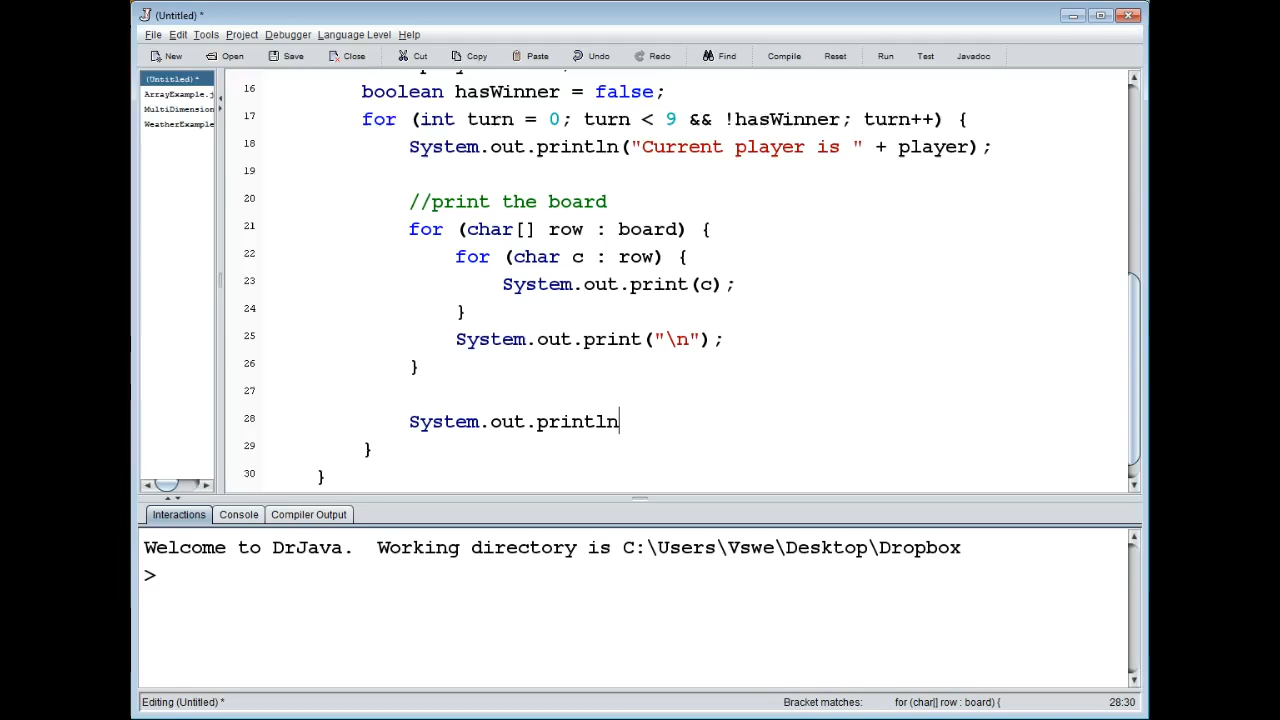 (Untitled) *
File Edit Tools Project Debugger Language Level Help
New Open Save Close Cut Copy Paste Undo Redo Find Compile Reset Run Test Javadoc
(Untitled) *
ArrayExample.j
MultiDimension
WeatherExample
16 boolean hasWinner = false;
17 for (int turn = 0; turn < 9 && !hasWinner; turn++) {
18 System.out.println("Current player is " + player);
19
20 //print the board
21 for (char[] row : board) {
22 for (char c : row) {
23 System.out.print(c);
24 }
25 System.out.print("\n");
26 }
27
28 System.out.println
29 }
30 }
Interactions Console Compiler Output
Welcome to DrJava.  Working directory is C:\Users\Vswe\Desktop\Dropbox
>
Editing (Untitled) * Bracket matches: for (char[] row : board) { 28:30